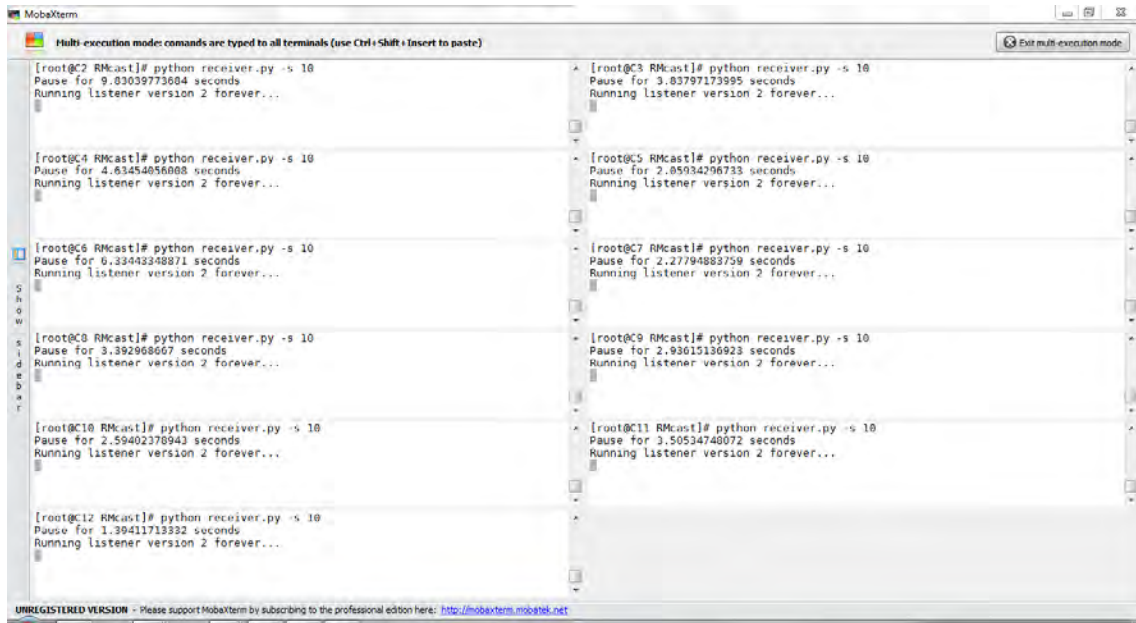 MobaXterm
Multi-execution mode: comands are typed to all terminals (use Ctrl+Shift+Insert to paste)
Exit multi-execution mode
Show sidebar
[root@C2 RMcast]# python receiver.py -s 10
Pause for 9.83039773684 seconds
Running listener version 2 forever...
[root@C3 RMcast]# python receiver.py -s 10
Pause for 3.83797173995 seconds
Running listener version 2 forever...
[root@C4 RMcast]# python receiver.py -s 10
Pause for 4.63454056008 seconds
Running listener version 2 forever...
[root@C5 RMcast]# python receiver.py -s 10
Pause for 2.05934296733 seconds
Running listener version 2 forever...
[root@C6 RMcast]# python receiver.py -s 10
Pause for 6.33443348871 seconds
Running listener version 2 forever...
[root@C7 RMcast]# python receiver.py -s 10
Pause for 2.27794883759 seconds
Running listener version 2 forever...
[root@C8 RMcast]# python receiver.py -s 10
Pause for 3.392968667 seconds
Running listener version 2 forever...
[root@C9 RMcast]# python receiver.py -s 10
Pause for 2.93615136923 seconds
Running listener version 2 forever...
[root@C10 RMcast]# python receiver.py -s 10
Pause for 2.59402378943 seconds
Running listener version 2 forever...
[root@C11 RMcast]# python receiver.py -s 10
Pause for 3.50534748072 seconds
Running listener version 2 forever...
[root@C12 RMcast]# python receiver.py -s 10
Pause for 1.39411713332 seconds
Running listener version 2 forever...
UNREGISTERED VERSION - Please support MobaXterm by subscribing to the professional edition here: http://mobaxterm.mobatek.net